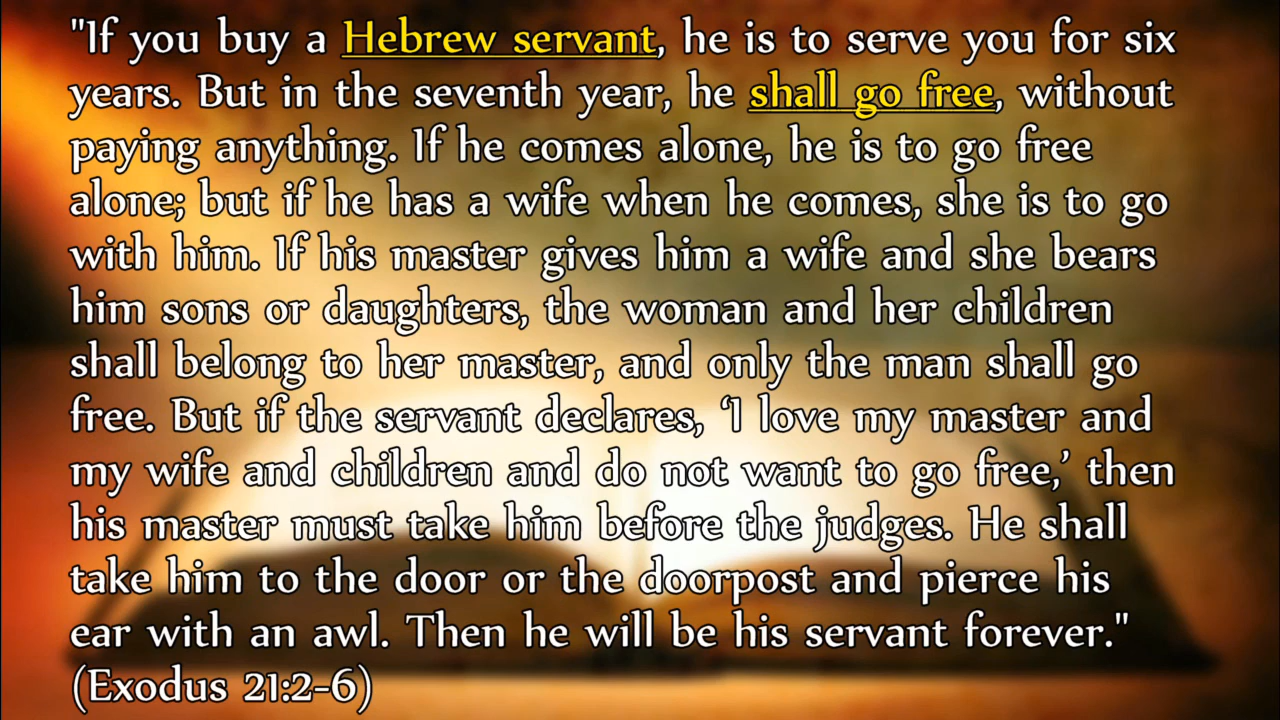 "If you buy a Hebrew servant, he is to serve you for six
years. But in the seventh year, he shall go free, without
paying anything. If he comes alone, he is to go free
alone; but if he has a wife when he comes, she is to go
with him. If his master gives him a wife and she bears
him sons or daughters, the woman and her children
shall belong to her master, and only the man shall go
free. But if the servant declares, ‘I love my master and
my wife and children and do not want to go free,’ then
his master must take him before the judges. He shall
take him to the door or the doorpost and pierce his
ear with an awl. Then he will be his servant forever."
(Exodus 21:2-6)